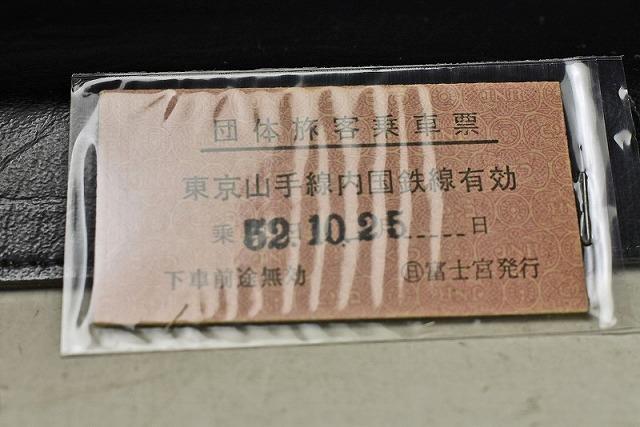 団体旅客乗車票
東京山手線内国鉄線有効
乗 52.10.25 日
下車前途無効 Ⓑ富士宮発行